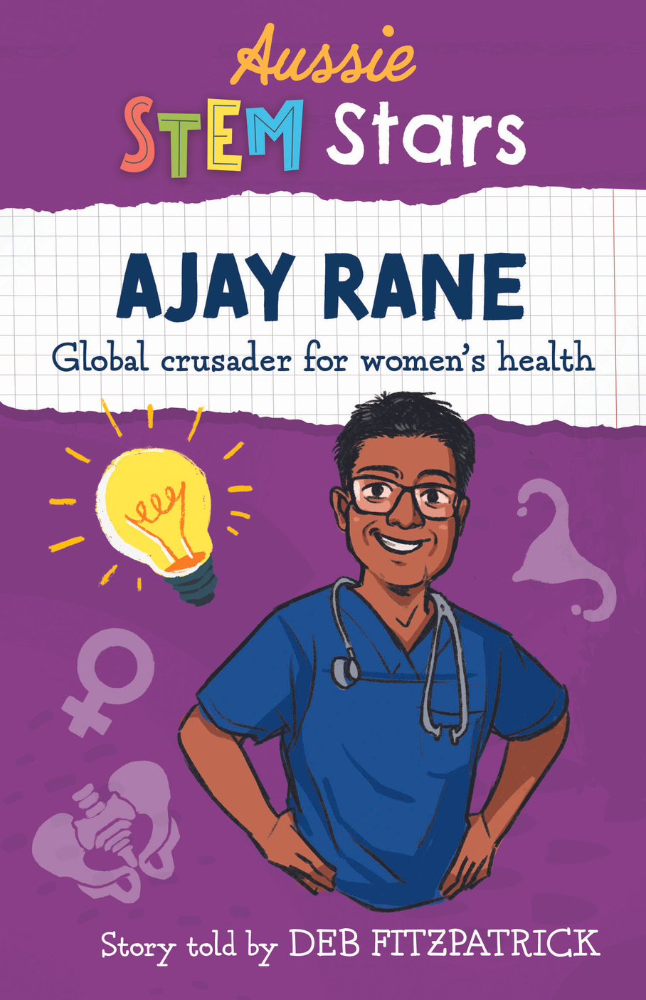 Aussie
STEM Stars
AJAY RANE
Global crusader for women's health
Story told by DEB FITZPATRICK